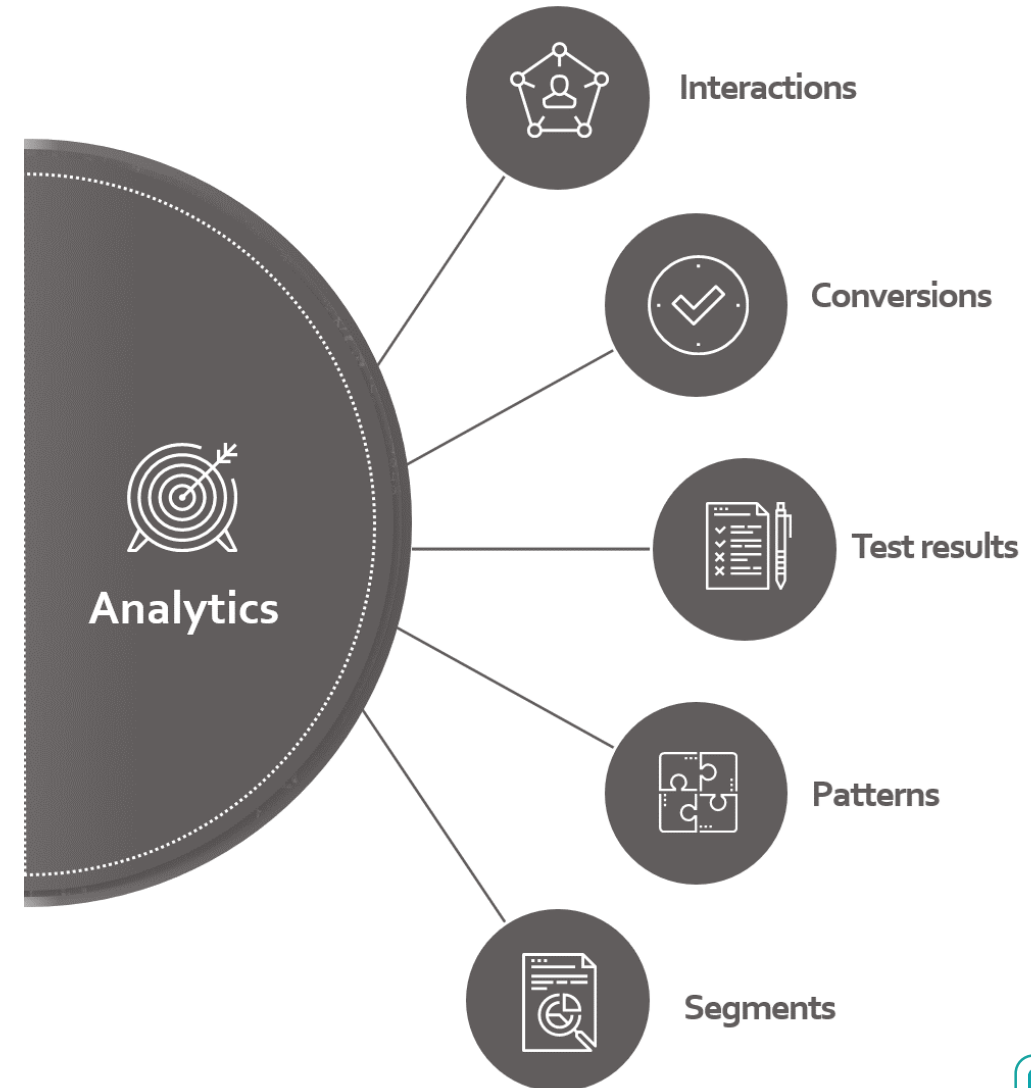 Interactions
Conversions
Analytics
Test results
Patterns
Segments